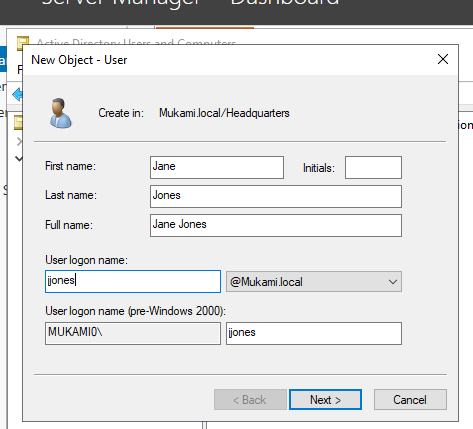 Server Manager Dashboard
Active Directory Users and Computers
New Object - User
Create in: Mukami.local/Headquarters
First name: Jane Initials:
Last name: Jones
Full name: Jane Jones
User logon name:
jjones @Mukami.local
User logon name (pre-Windows 2000):
MUKAMI0\ jjones
< Back Next > Cancel